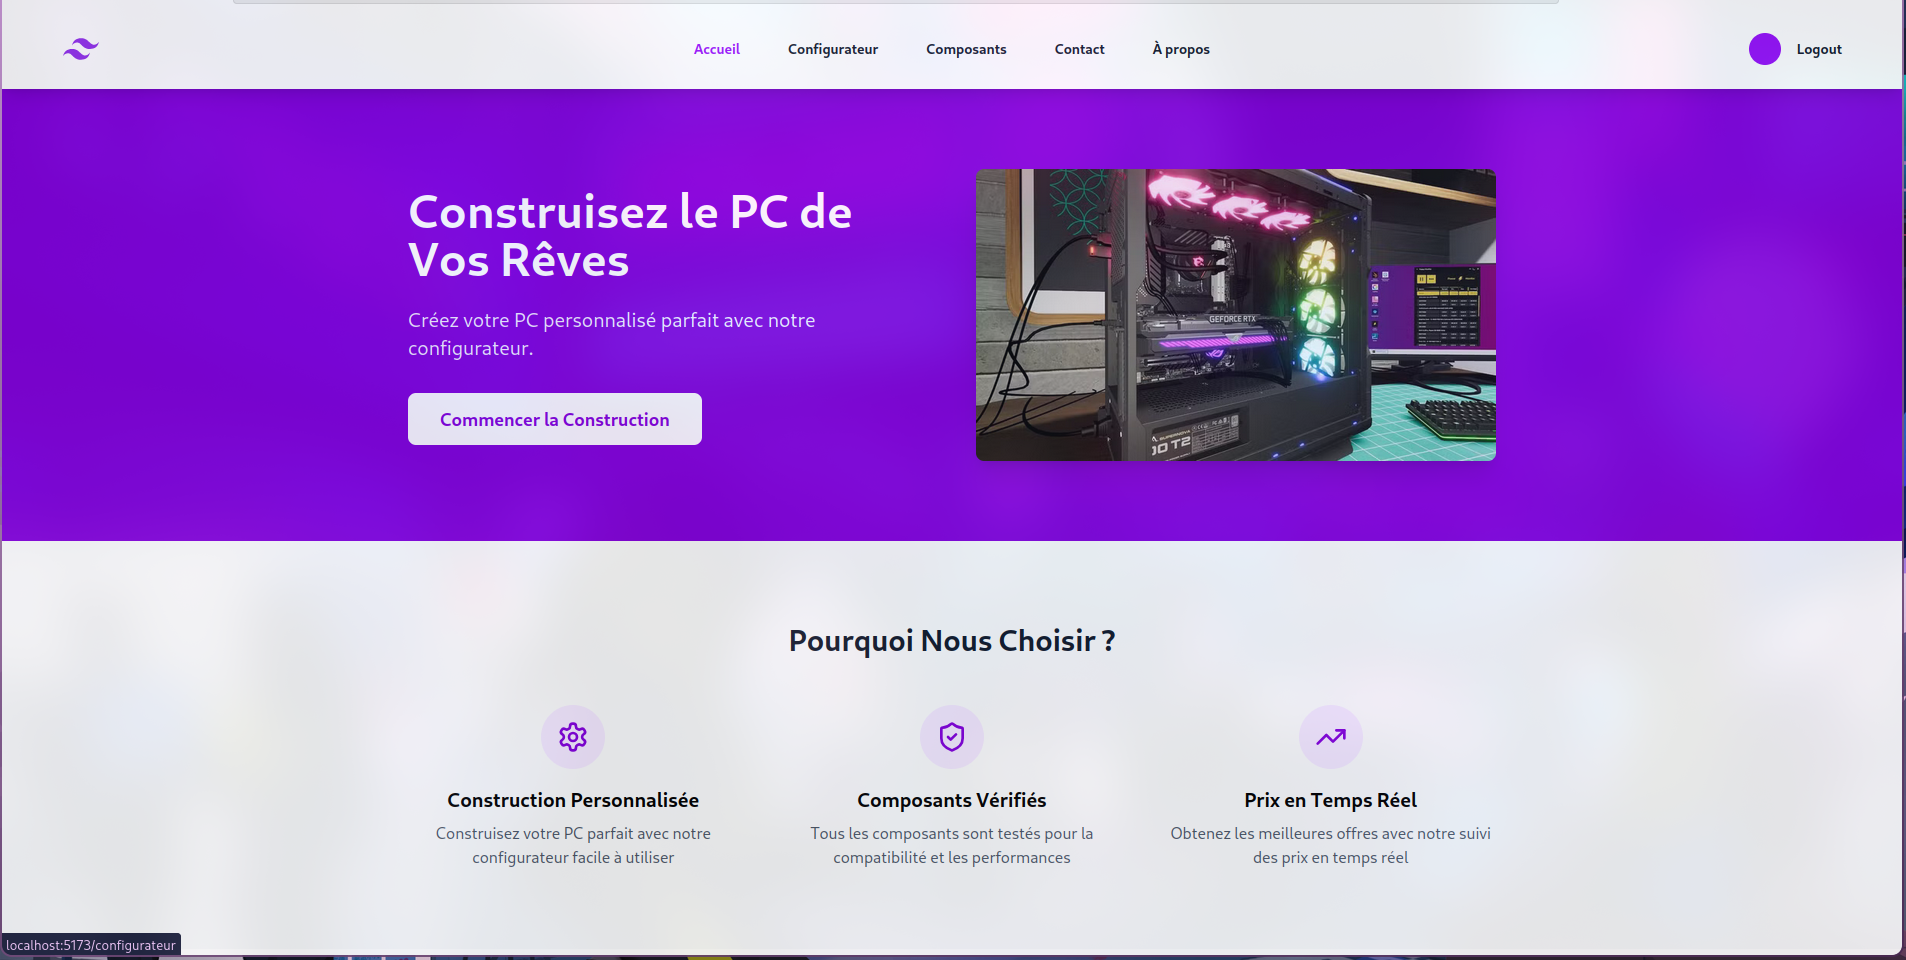 Accueil
Configurateur
Composants
Contact
À propos
Logout
Construisez le PC de
Vos Rêves
Créez votre PC personnalisé parfait avec notre
configurateur.
Commencer la Construction
GEFORCE RTX
Pourquoi Nous Choisir ?
Construction Personnalisée
Construisez votre PC parfait avec notre
configurateur facile à utiliser
Composants Vérifiés
Tous les composants sont testés pour la
compatibilité et les performances
Prix en Temps Réel
Obtenez les meilleures offres avec notre suivi
des prix en temps réel
localhost:5173/configurateur